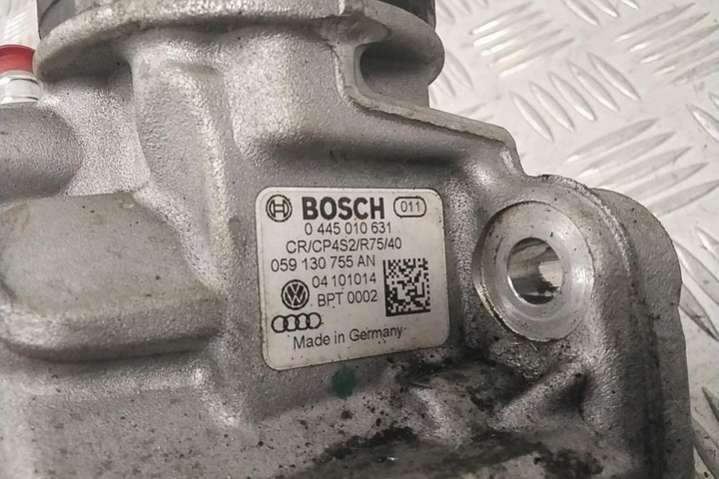 BOSCH 011
0 445 010 631
CR/CP4S2/R75/40
059 130 755 AN
04101014
BPT 0002
Made in Germany